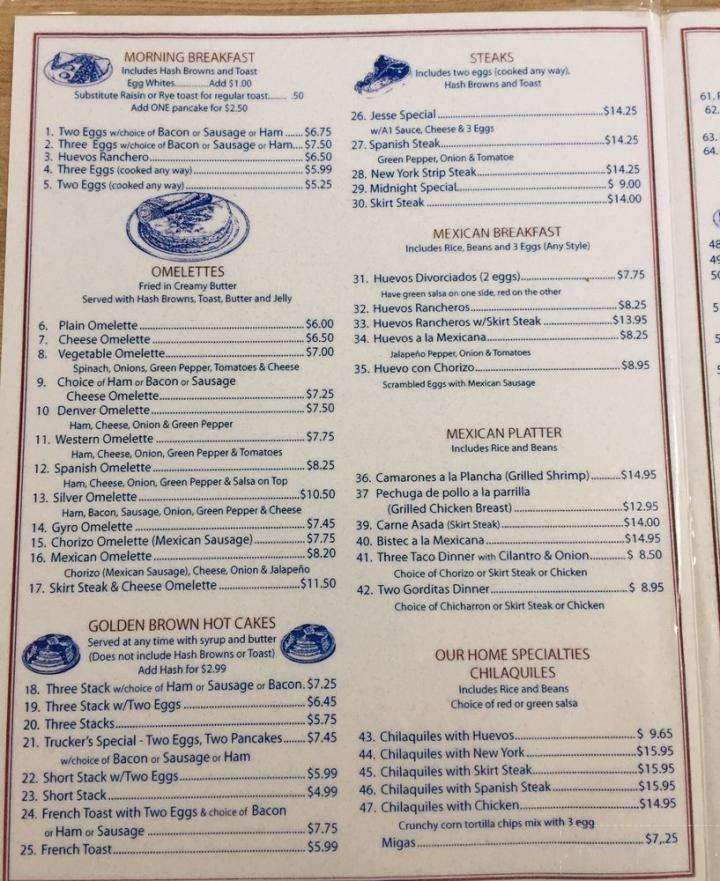 MORNING BREAKFAST
Includes Hash Browns and Toast
Egg Whites.............Add $1.00
Substitute Raisin or Rye toast for regular toast........ .50
Add ONE pancake for $2.50
1. Two Eggs w/choice of Bacon or Sausage or Ham ...... $6.75
2. Three Eggs w/choice of Bacon or Sausage or Ham.... $7.50
3. Huevos Ranchero................ $6.50
4. Three Eggs (cooked any way) ................ $5.99
5. Two Eggs (cooked any way) ................ $5.25
OMELETTES
Fried in Creamy Butter
Served with Hash Browns, Toast, Butter and Jelly
6. Plain Omelette ................ $6.00
7. Cheese Omelette ................ $6.50
8. Vegetable Omelette ................ $7.00
Spinach, Onions, Green Pepper, Tomatoes & Cheese
9. Choice of Ham or Bacon or Sausage
Cheese Omelette ................ $7.25
10 Denver Omelette ................ $7.50
Ham, Cheese, Onion & Green Pepper
11. Western Omelette ................ $7.75
Ham, Cheese, Onion, Green Pepper & Tomatoes
12. Spanish Omelette ................ $8.25
Ham, Cheese, Onion, Green Pepper & Salsa on Top
13. Silver Omelette ................ $10.50
Ham, Bacon, Sausage, Onion, Green Pepper & Cheese
14. Gyro Omelette ................ $7.45
15. Chorizo Omelette (Mexican Sausage) ................ $7.75
16. Mexican Omelette ................ $8.20
Chorizo (Mexican Sausage), Cheese, Onion & Jalapeño
17. Skirt Steak & Cheese Omelette ................ $11.50
GOLDEN BROWN HOT CAKES
Served at any time with syrup and butter
(Does not include Hash Browns or Toast)
Add Hash for $2.99
18. Three Stack w/choice of Ham or Sausage or Bacon. $7.25
19. Three Stack w/Two Eggs ................ $6.45
20. Three Stacks ................ $5.75
21. Trucker's Special - Two Eggs, Two Pancakes ...... $7.45
w/choice of Bacon or Sausage or Ham
22. Short Stack w/Two Eggs ................ $5.99
23. Short Stack ................ $4.99
24. French Toast with Two Eggs & choice of Bacon
or Ham or Sausage ................ $7.75
25. French Toast ................ $5.99
STEAKS
Includes two eggs (cooked any way),
Hash Browns and Toast
26. Jesse Special ................ $14.25
w/A1 Sauce, Cheese & 3 Eggs
27. Spanish Steak ................ $14.25
Green Pepper, Onion & Tomatoe
28. New York Strip Steak ................ $14.25
29. Midnight Special ................ $ 9.00
30. Skirt Steak ................ $14.00
MEXICAN BREAKFAST
Includes Rice, Beans and 3 Eggs (Any Style)
31. Huevos Divorciados (2 eggs) ................ $7.75
Have green salsa on one side, red on the other
32. Huevos Rancheros ................ $8.25
33. Huevos Rancheros w/Skirt Steak ................ $13.95
34. Huevos a la Mexicana ................ $8.25
Jalapeño Pepper, Onion & Tomatoes
35. Huevo con Chorizo ................ $8.95
Scrambled Eggs with Mexican Sausage
MEXICAN PLATTER
Includes Rice and Beans
36. Camarones a la Plancha (Grilled Shrimp) ......... $14.95
37 Pechuga de pollo a la parrilla
(Grilled Chicken Breast) ................ $12.95
39. Carne Asada (Skirt Steak) ................ $14.00
40. Bistec a la Mexicana ................ $14.95
41. Three Taco Dinner with Cilantro & Onion ......... $ 8.50
Choice of Chorizo or Skirt Steak or Chicken
42. Two Gorditas Dinner ................ $ 8.95
Choice of Chicharron or Skirt Steak or Chicken
OUR HOME SPECIALTIES
CHILAQUILES
Includes Rice and Beans
Choice of red or green salsa
43. Chilaquiles with Huevos ................ $ 9.65
44. Chilaquiles with New York ................ $15.95
45. Chilaquiles with Skirt Steak ................ $15.95
46. Chilaquiles with Spanish Steak ................ $15.95
47. Chilaquiles with Chicken ................ $14.95
Crunchy corn tortilla chips mix with 3 egg
Migas ................ $7,.25
61.
62.
63.
64.
48
49